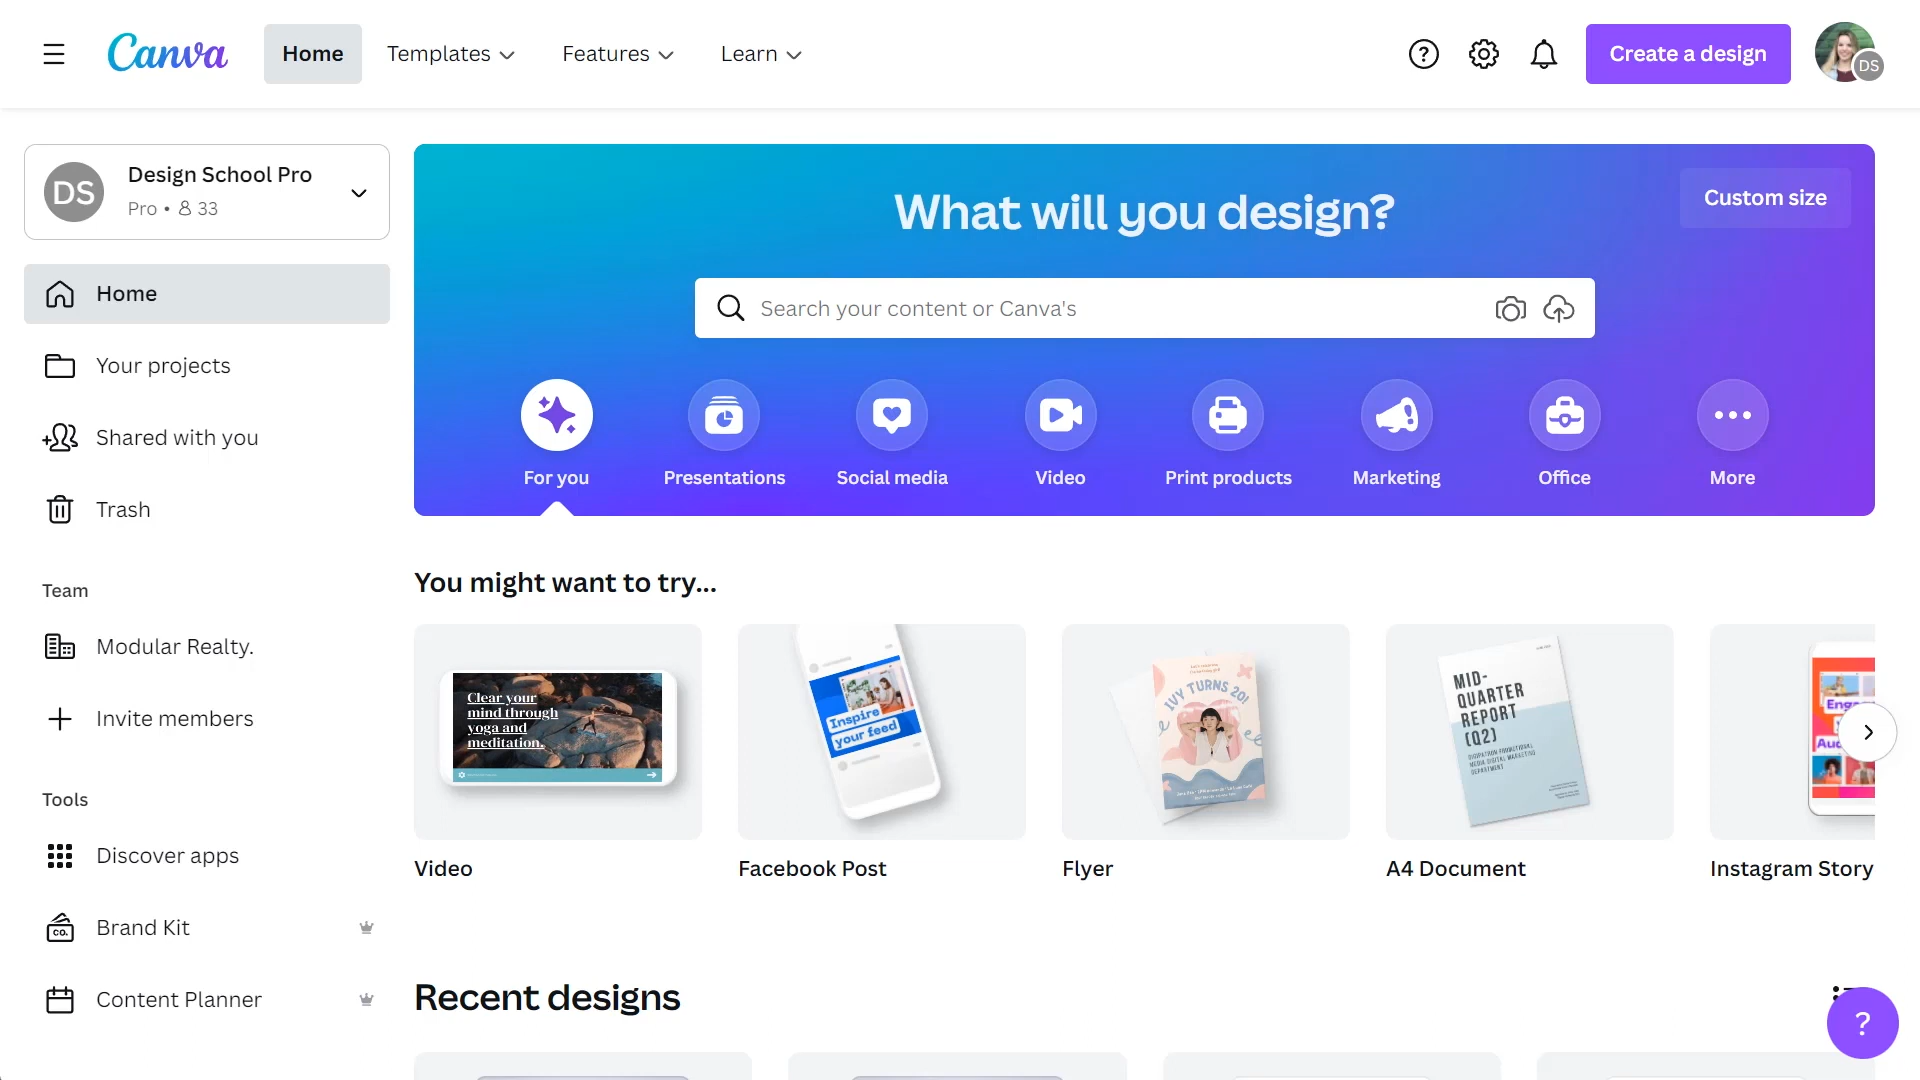 Canva
Home
Templates
Features
Learn
Create a design
DS
DS
Design School Pro
Pro • 33
Home
Your projects
Shared with you
Trash
Team
Modular Realty.
Invite members
Tools
Discover apps
CO.
Brand Kit
Content Planner
What will you design?
Custom size
Search your content or Canva's
For you
Presentations
Social media
Video
Print products
Marketing
Office
More
You might want to try...
Clear your
mind through
yoga and
meditation.
Video
Inspire
your feed
Facebook Post
IVY TURNS 20!
Flyer
MID-
QUARTER
REPORT
(Q2)
A4 Document
Instagram Story
Recent designs
?